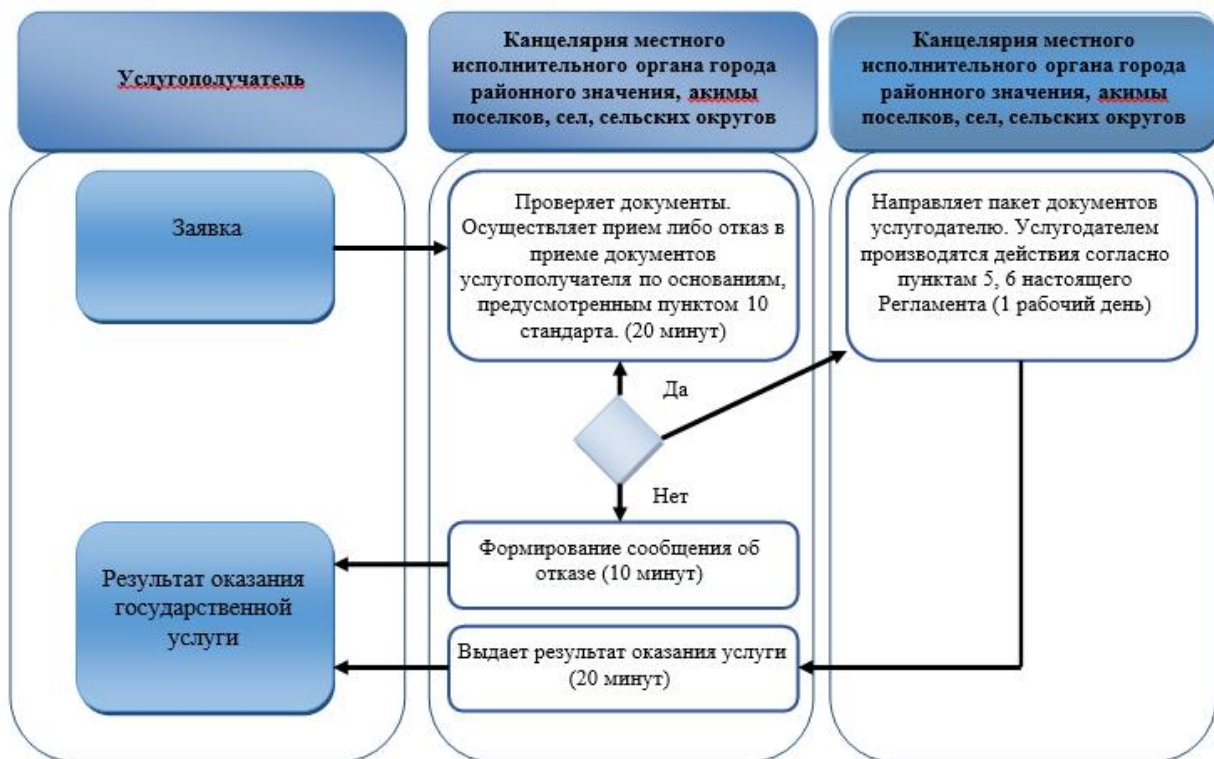 Услугополучатель
Канцелярия местного
исполнительного органа города
районного значения, акимы
поселков, сел, сельских округов
Канцелярия местного
исполнительного органа города
районного значения, акимы
поселков, сел, сельских округов
Заявка
Проверяет документы.
Осуществляет прием либо отказ в
приеме документов
услугополучателя по основаниям,
предусмотренным пунктом 10
стандарта. (20 минут)
Направляет пакет документов
услугодателю. Услугодателем
производятся действия согласно
пунктам 5, 6 настоящего
Регламента (1 рабочий день)
Да
Нет
Формирование сообщения об
отказе (10 минут)
Результат оказания
государственной
услуги
Выдает результат оказания услуги
(20 минут)